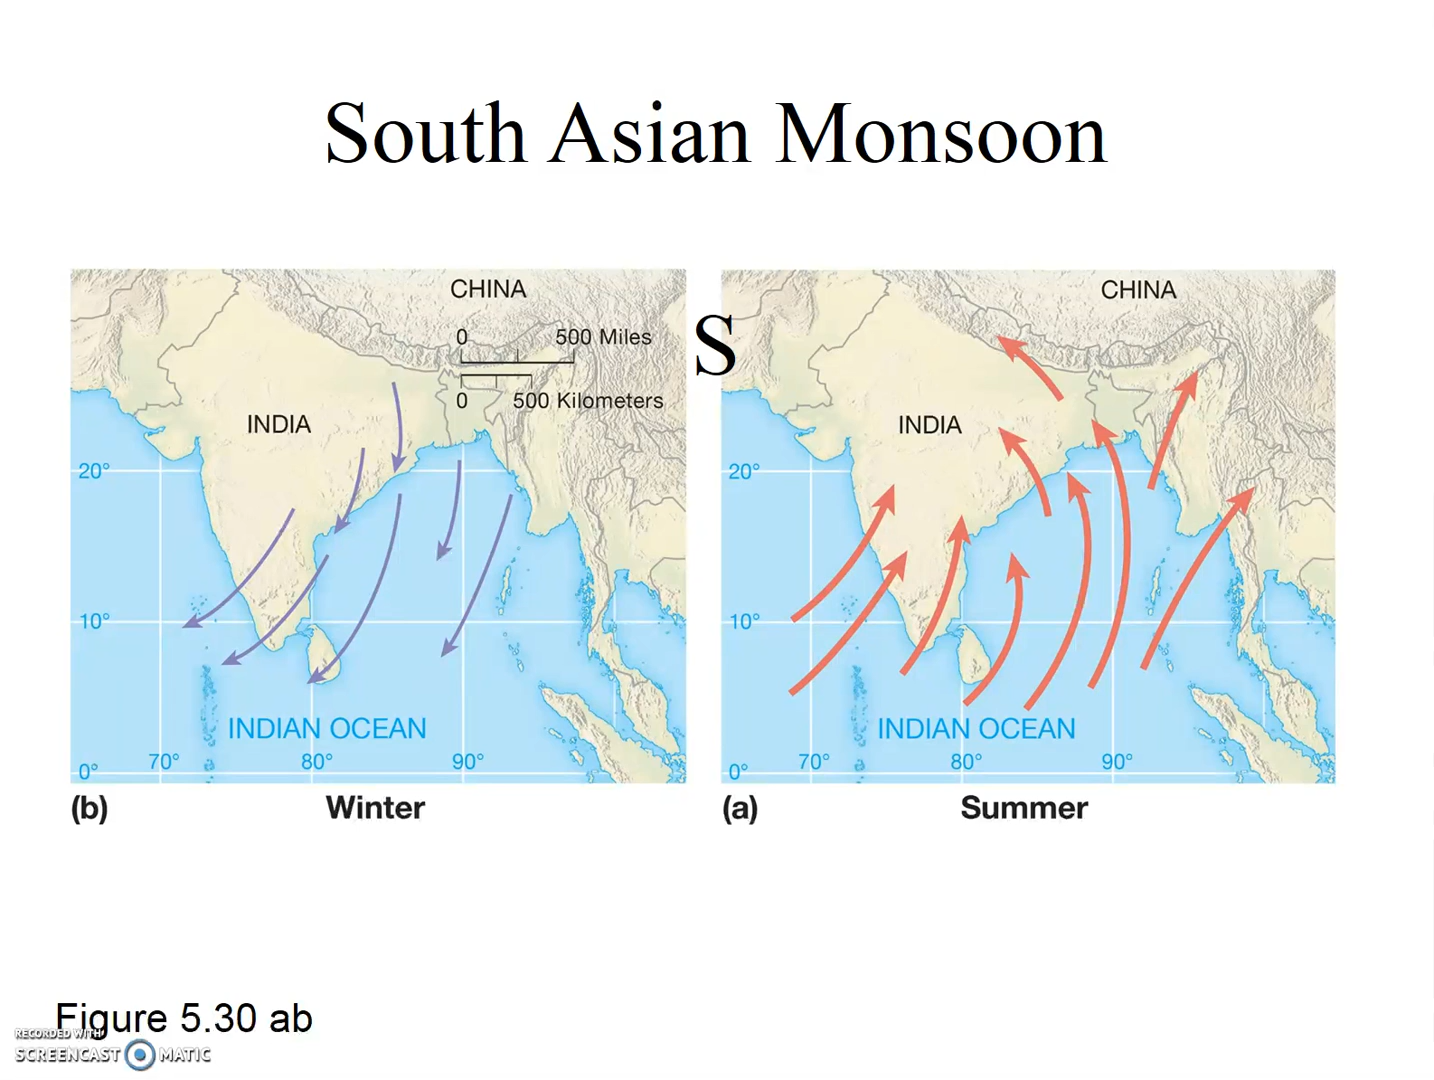 South Asian Monsoon
S
CHINA
0 500 Miles
0 500 Kilometers
INDIA
20°
10°
INDIAN OCEAN
70° 80° 90°
0°
(b) Winter
CHINA
INDIA
20°
10°
INDIAN OCEAN
70° 80° 90°
0°
(a) Summer
Figure 5.30 ab
RECORDED WITH
SCREENCAST MATIC